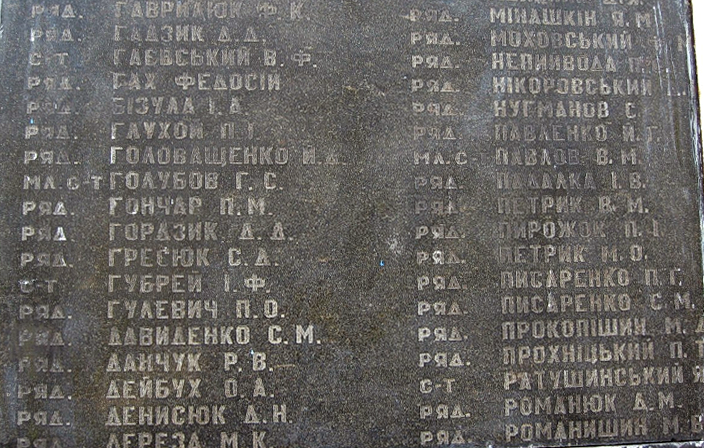 ряд. ГАВРИЛЮК Ф. К.
ряд. ГАДЗИК Д. Д.
с-т ГАЄВСЬКИЙ В. Ф.
ряд. ГАХ ФЕДОСІЙ
ряд. ГІЗУЛА І.
ряд. ГЛУХОЙ П. І.
ряд. ГОЛОВАЩЕНКО Й.
мл. с-т ГОЛУБОВ Г. С.
ряд. ГОНЧАР П. М.
ряд. ГОРДЗИК Д. Д.
ряд. ГРЕСЮК С. Д.
с-т ГУБРЕЙ І. Ф.
ряд. ГУЛЕВИЧ П. О.
ряд. ДАВИДЕНКО С. М.
ряд. ДАНЧУК Р. В.
ряд. ДЕЙБУХ О. А.
ряд. ДЕНИСЮК Д. Н.
ряд. ДЕРЕЗА М. К.
ряд. МІНАШКІН Я. М
ряд. МОХОВСЬКИЙ
ряд. НЕПИЙВОДА
ряд. НІКОРОВСЬКИЙ
ряд. НУГМАНОВ С.
ряд. ПАВЛЕНКО Й. Т.
мл. с-т ПАВЛОВ В. М.
ряд. ПАДАЛКА І. В.
ряд. ПЕТРИК В. М.
ряд. ПИРОЖОК П. І
ряд. ПЕТРИК М. О.
ряд. ПИСАРЕНКО П. Г.
ряд. ПИСАРЕНКО С. М.
ряд. ПРОКОПІШИН М.
ряд. ПРОХНІЦЬКИЙ П.
с-т РАТУШИНСЬКИЙ
ряд. РОМАНЮК Д. М.
ряд. РОМАНИШИН М.